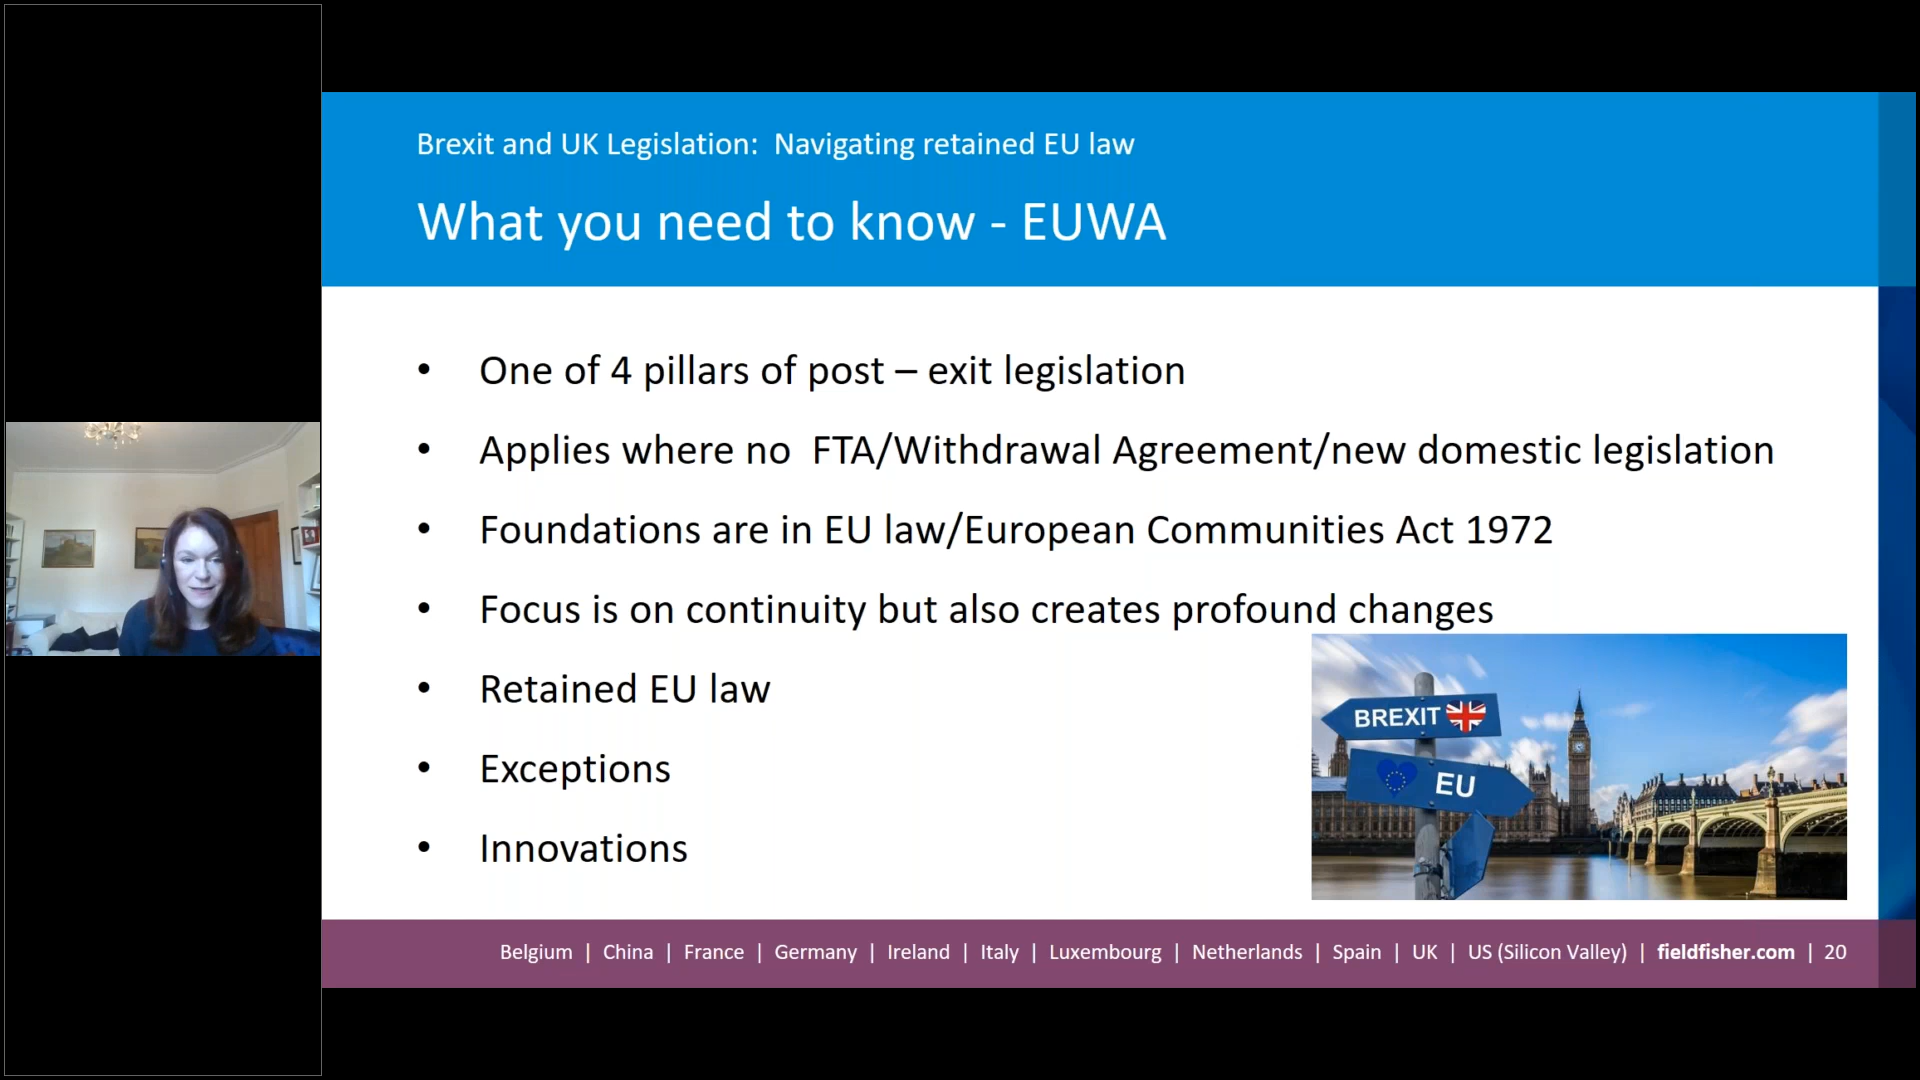 Brexit and UK Legislation:  Navigating retained EU law
What you need to know - EUWA
• One of 4 pillars of post – exit legislation
• Applies where no  FTA/Withdrawal Agreement/new domestic legislation
• Foundations are in EU law/European Communities Act 1972
• Focus is on continuity but also creates profound changes
• Retained EU law
• Exceptions
• Innovations
BREXIT
EU
Belgium | China | France | Germany | Ireland | Italy | Luxembourg | Netherlands | Spain | UK | US (Silicon Valley) | fieldfisher.com | 20